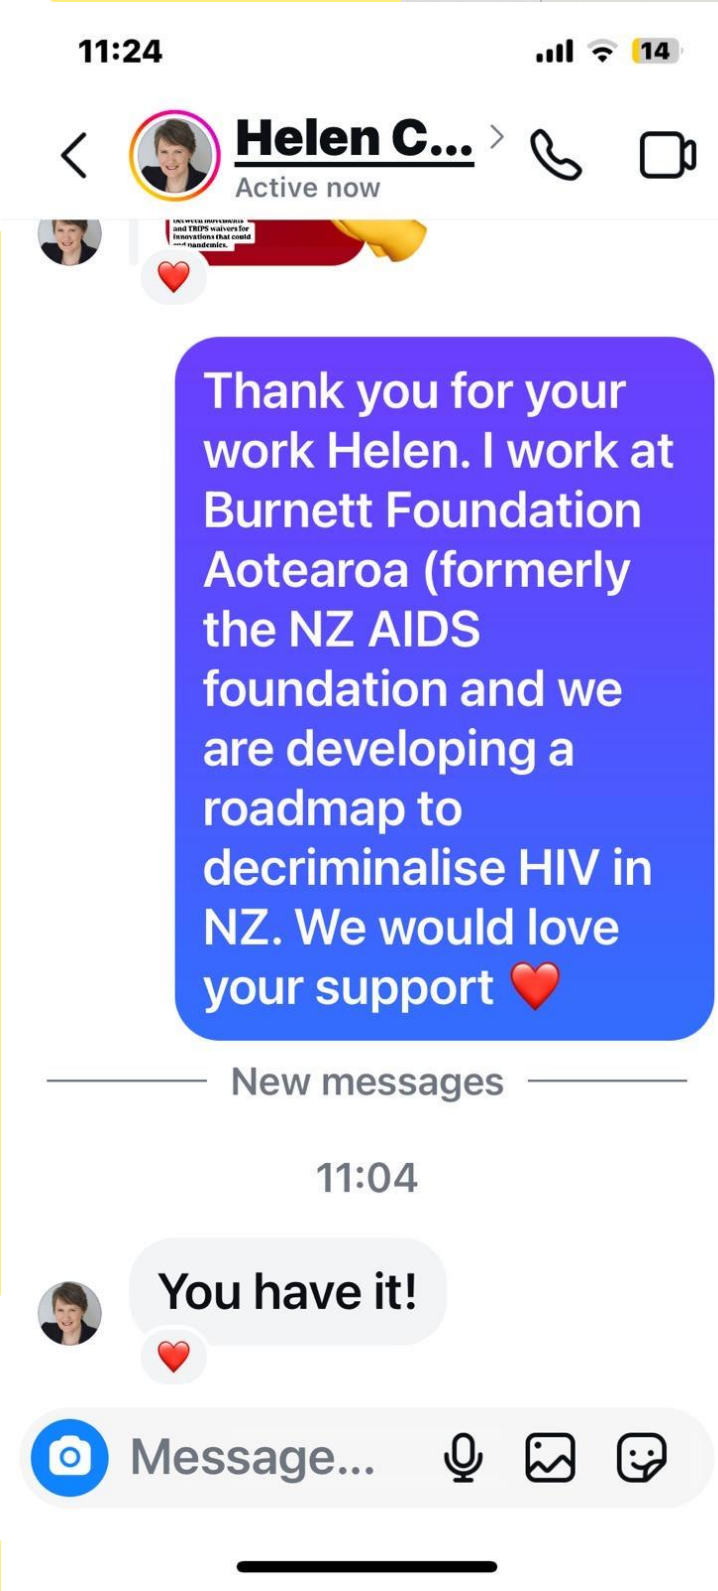 11:24
14
Helen C...
Active now
and TRIPS waivers for
innovations that could
pandemics.
Thank you for your
work Helen. I work at
Burnett Foundation
Aotearoa (formerly
the NZ AIDS
foundation and we
are developing a
roadmap to
decriminalise HIV in
NZ. We would love
your support ❤️
New messages
11:04
You have it!
Message...